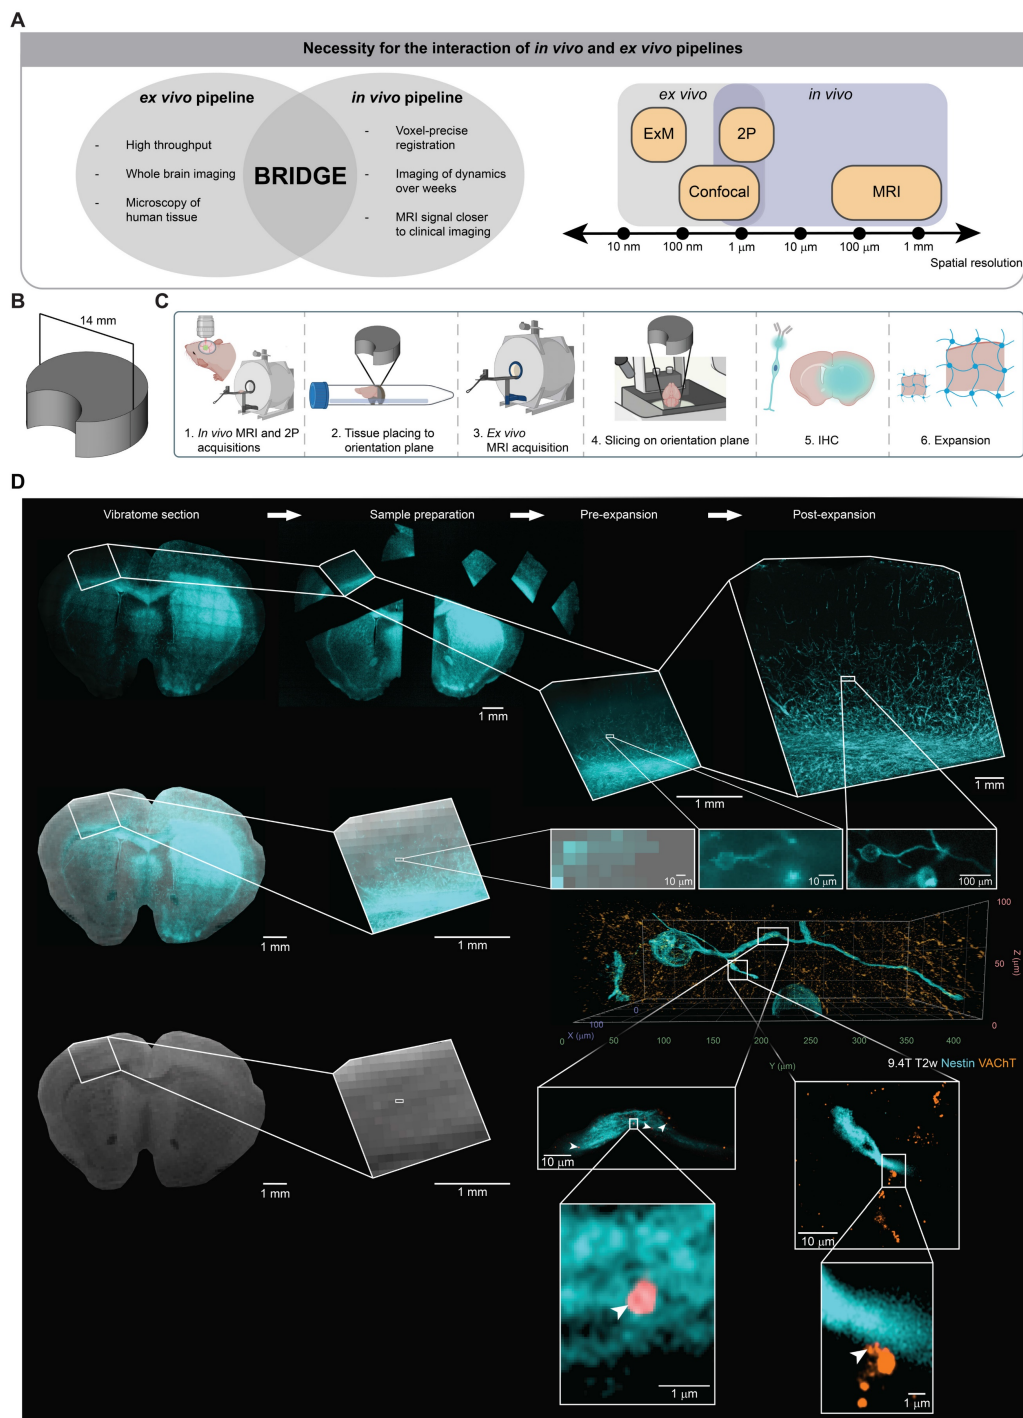 A
Necessity for the interaction of in vivo and ex vivo pipelines
ex vivo pipeline
- High throughput
- Whole brain imaging
- Microscopy of
human tissue
BRIDGE
in vivo pipeline
- Voxel-precise
registration
- Imaging of dynamics
over weeks
- MRI signal closer
to clinical imaging
ex vivo
in vivo
ExM
2P
Confocal
MRI
10 nm
100 nm
1 μm
10 μm
100 μm
1 mm
Spatial resolution
B
14 mm
C
1. In vivo MRI and 2P
acquisitions
2. Tissue placing to
orientation plane
3. Ex vivo
MRI acquisition
4. Slicing on orientation plane
5. IHC
6. Expansion
D
Vibratome section
Sample preparation
Pre-expansion
Post-expansion
1 mm
1 mm
1 mm
10 μm
10 μm
100 μm
1 mm
1 mm
100
50
0
Z (μm)
0
100
X (μm)
0
50
100
150
200
250
300
350
400
Y (μm)
9.4T T2w Nestin VAChT
10 μm
10 μm
1 mm
1 mm
1 μm
1 μm